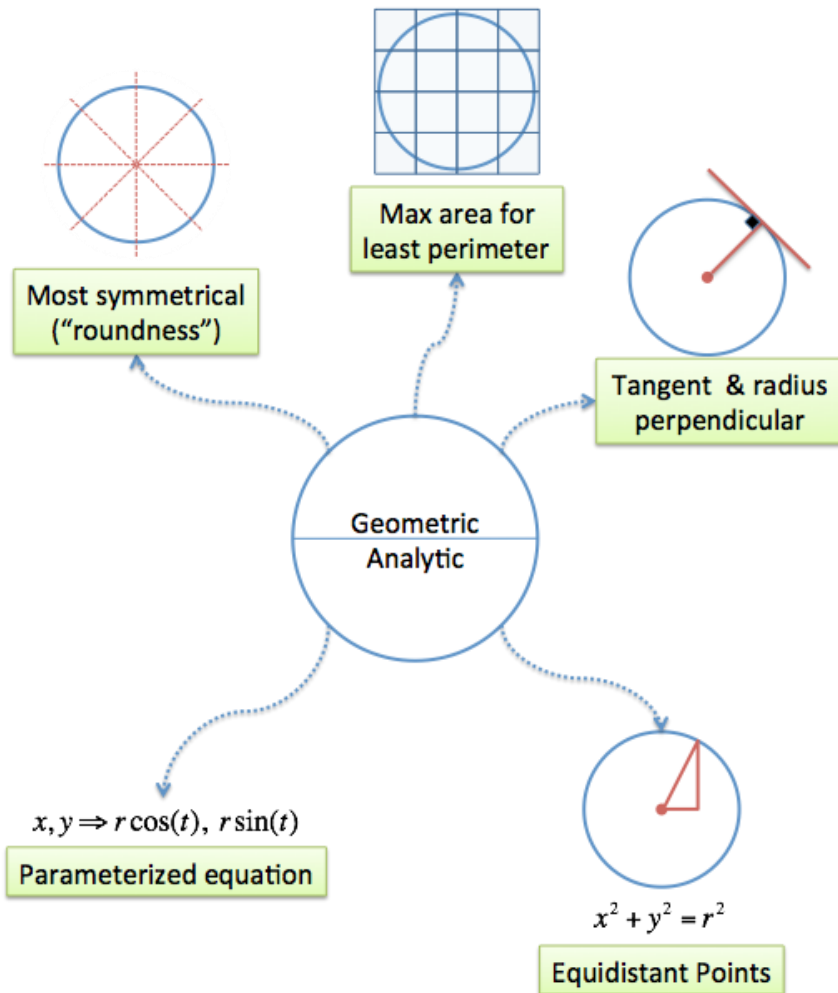 Max area for
least perimeter
Most symmetrical
(“roundness”)
Tangent & radius
perpendicular
Geometric
Analytic
x, y ⇒ r cos(t), r sin(t)
Parameterized equation
x² + y² = r²
Equidistant Points